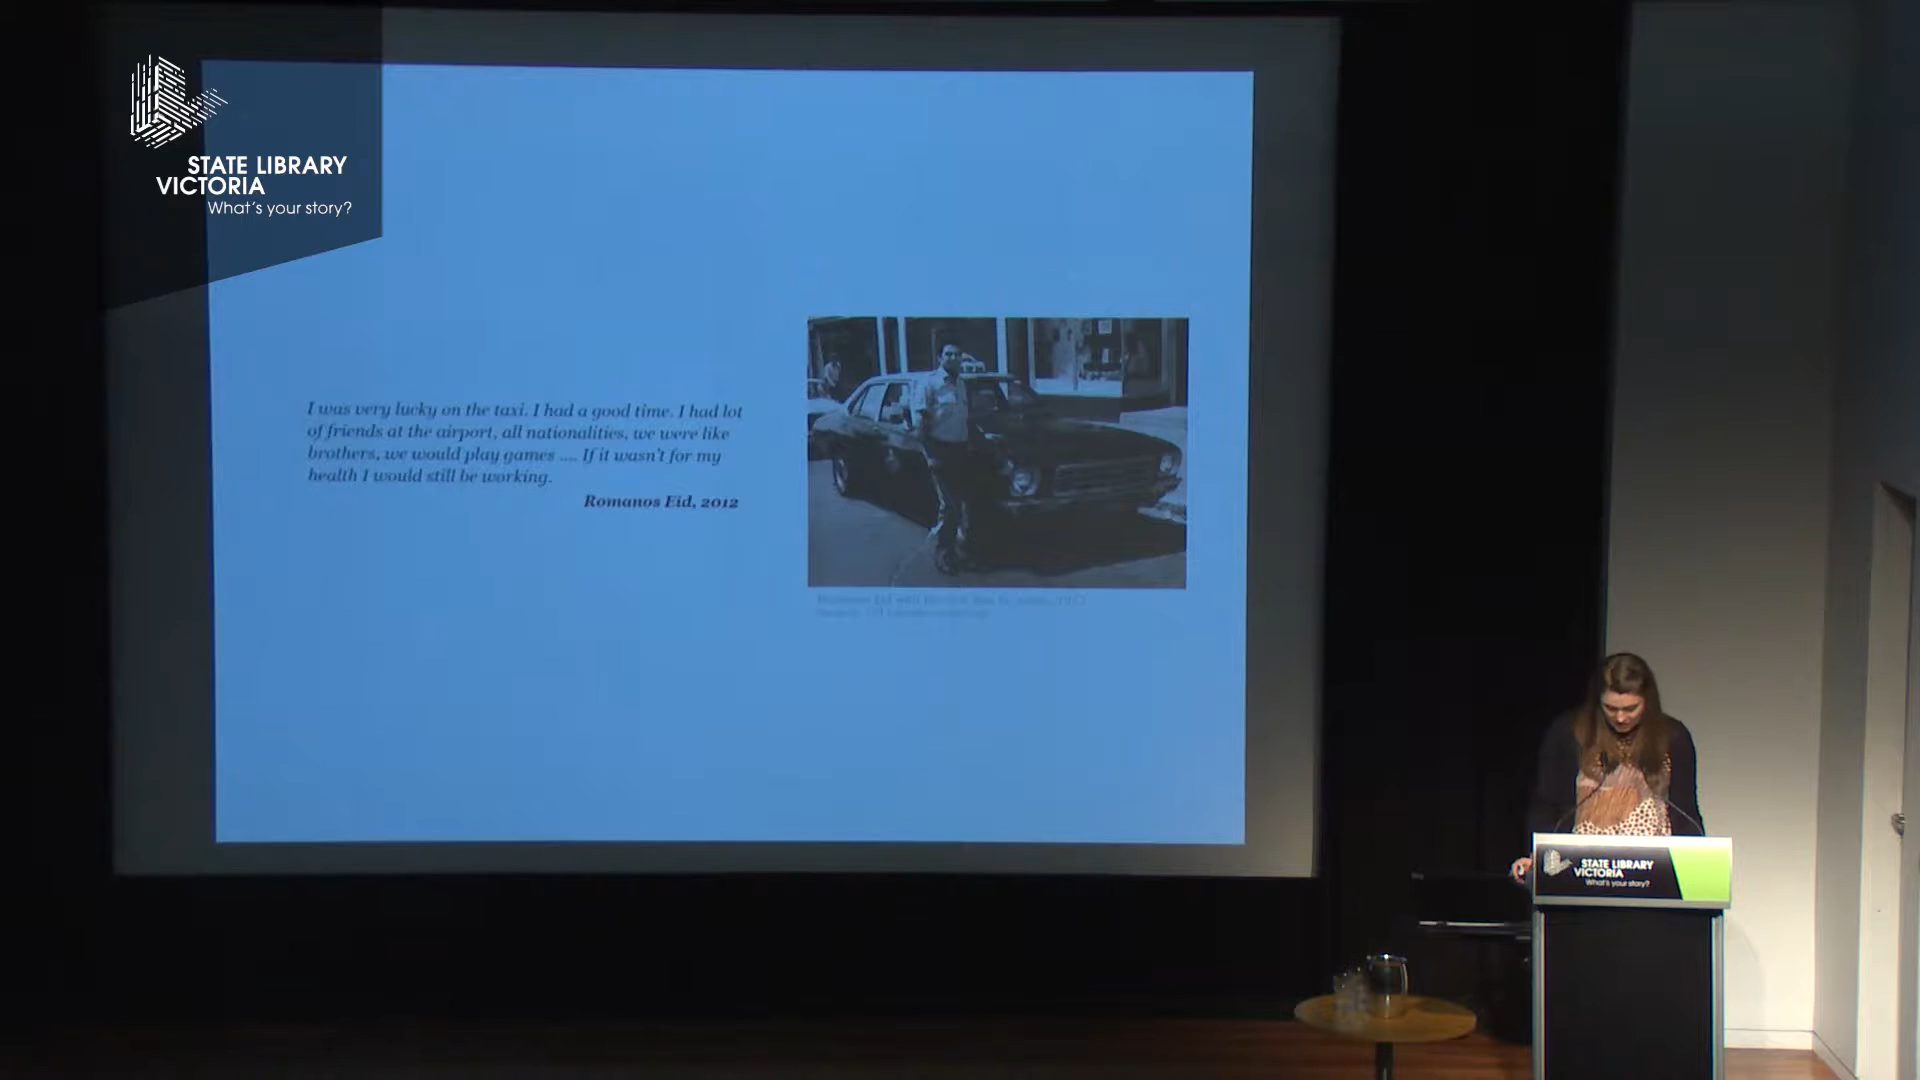 STATE LIBRARY
VICTORIA
What's your story?
I was very lucky on the taxi. I had a good time. I had lot
of friends at the airport, all nationalities, we were like
brothers, we would play games .... If it wasn't for my
health I would still be working.
Romanos Eid, 2012
STATE LIBRARY
VICTORIA
What's your story?